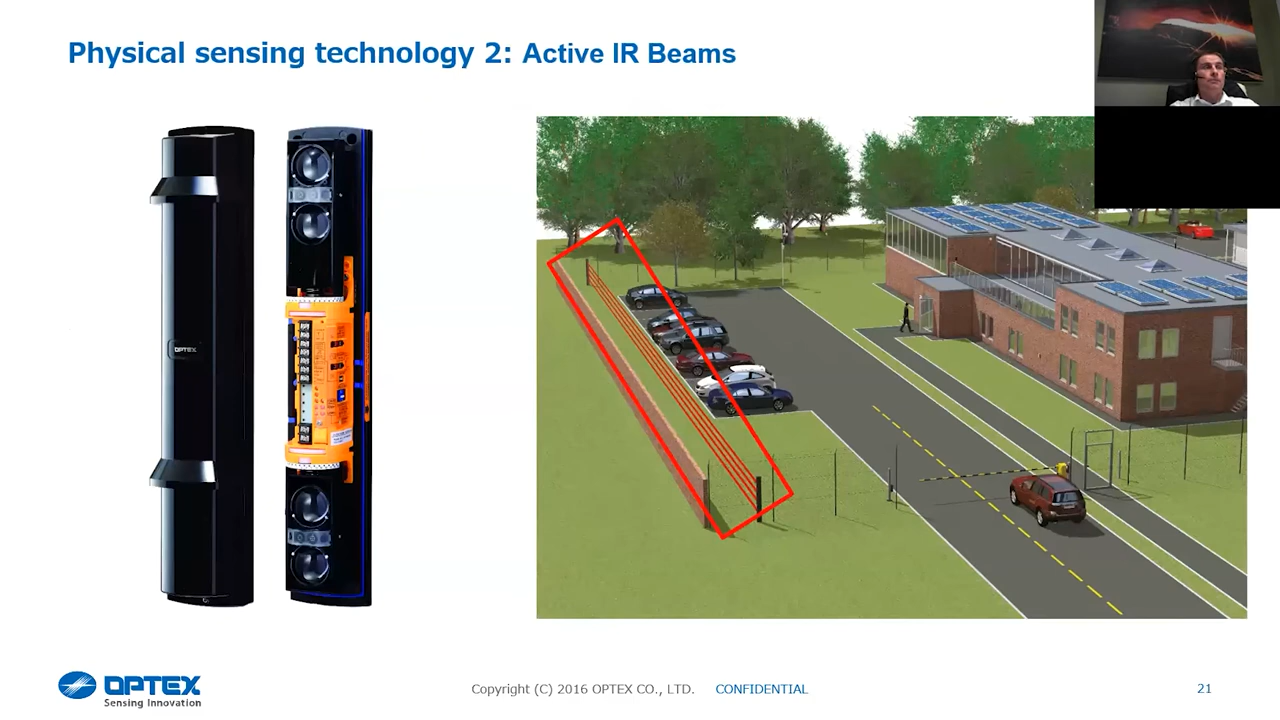 Physical sensing technology 2: Active IR Beams
OPTEX
OPTEX
Sensing Innovation
Copyright (C) 2016 OPTEX CO., LTD. CONFIDENTIAL
21